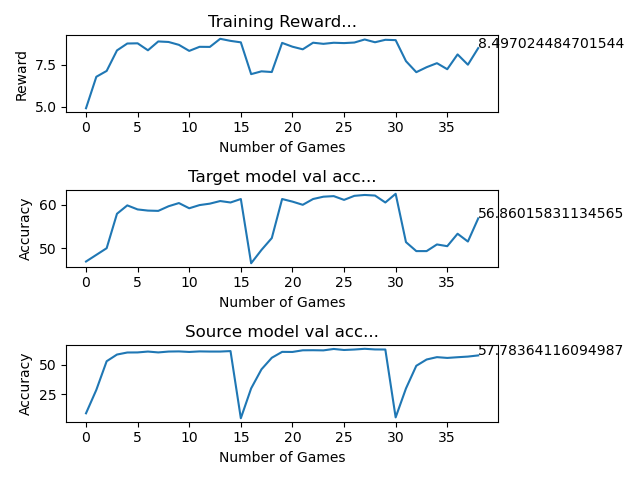 Training Reward...
8.497024484701544
7.5
5.0
Reward
0 5 10 15 20 25 30 35
Number of Games
Target model val acc...
60
56.86015831134565
50
Accuracy
0 5 10 15 20 25 30 35
Number of Games
Source model val acc...
57.78364116094987
50
25
Accuracy
0 5 10 15 20 25 30 35
Number of Games